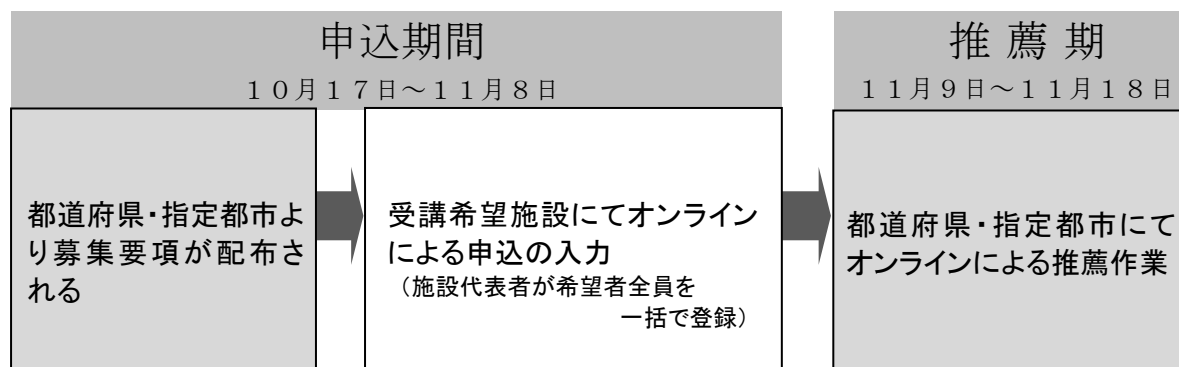 申込期間
１０月１７日～１１月８日
推薦期
１１月９日～１１月１８日
都道府県・指定都市よ
り募集要項が配布さ
れる
受講希望施設にてオンライン
による申込の入力
（施設代表者が希望者全員を
一括で登録）
都道府県・指定都市にて
オンラインによる推薦作業